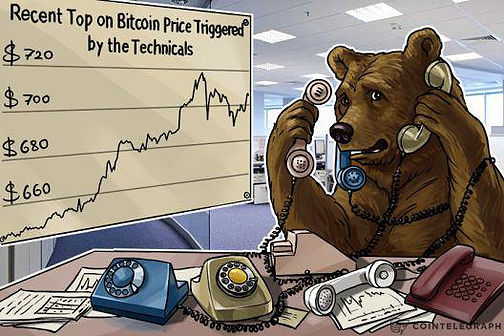 Recent Top on Bitcoin Price Triggered
by the Technicals
$720
$700
$680
$660
COINTELEGRAPH